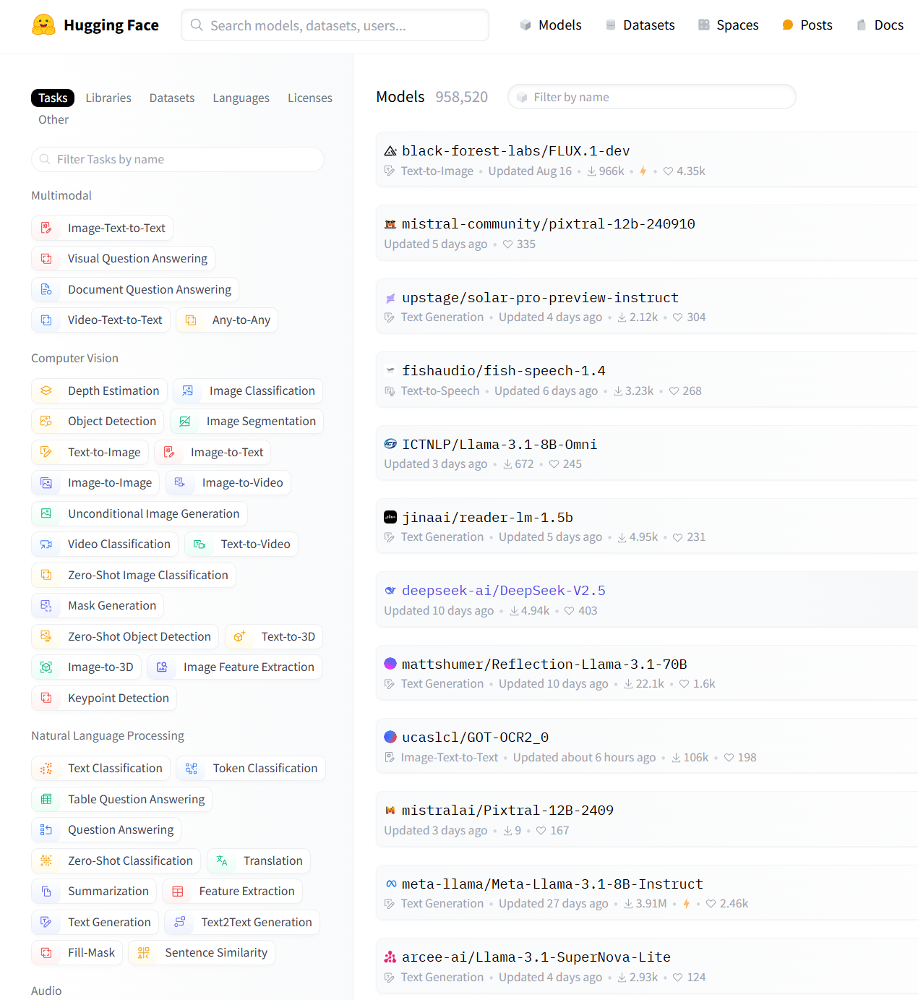 Hugging Face
Search models, datasets, users...
Models
Datasets
Spaces
Posts
Docs
Tasks Libraries Datasets Languages Licenses
Other
Filter Tasks by name
Multimodal
Image-Text-to-Text
Visual Question Answering
Document Question Answering
Video-Text-to-Text Any-to-Any
Computer Vision
Depth Estimation Image Classification
Object Detection Image Segmentation
Text-to-Image Image-to-Text
Image-to-Image Image-to-Video
Unconditional Image Generation
Video Classification Text-to-Video
Zero-Shot Image Classification
Mask Generation
Zero-Shot Object Detection Text-to-3D
Image-to-3D Image Feature Extraction
Keypoint Detection
Natural Language Processing
Text Classification Token Classification
Table Question Answering
Question Answering
Zero-Shot Classification Translation
Summarization Feature Extraction
Text Generation Text2Text Generation
Fill-Mask Sentence Similarity
Audio
Models 958,520 Filter by name
black-forest-labs/FLUX.1-dev
Text-to-Image • Updated Aug 16 • 966k • • 4.35k
mistral-community/pixtral-12b-240910
Updated 5 days ago • 335
upstage/solar-pro-preview-instruct
Text Generation • Updated 4 days ago • 2.12k • 304
fishaudio/fish-speech-1.4
Text-to-Speech • Updated 6 days ago • 3.23k • 268
ICTNLP/Llama-3.1-8B-Omni
Updated 3 days ago • 672 • 245
jinaai/reader-lm-1.5b
Text Generation • Updated 5 days ago • 4.95k • 231
deepseek-ai/DeepSeek-V2.5
Updated 10 days ago • 4.94k • 403
mattshumer/Reflection-Llama-3.1-70B
Text Generation • Updated 10 days ago • 22.1k • 1.6k
ucaslcl/GOT-OCR2_0
Image-Text-to-Text • Updated about 6 hours ago • 106k • 198
mistralai/Pixtral-12B-2409
Updated 3 days ago • 9 • 167
meta-llama/Meta-Llama-3.1-8B-Instruct
Text Generation • Updated 27 days ago • 3.91M • • 2.46k
arcee-ai/Llama-3.1-SuperNova-Lite
Text Generation • Updated 4 days ago • 2.93k • 124